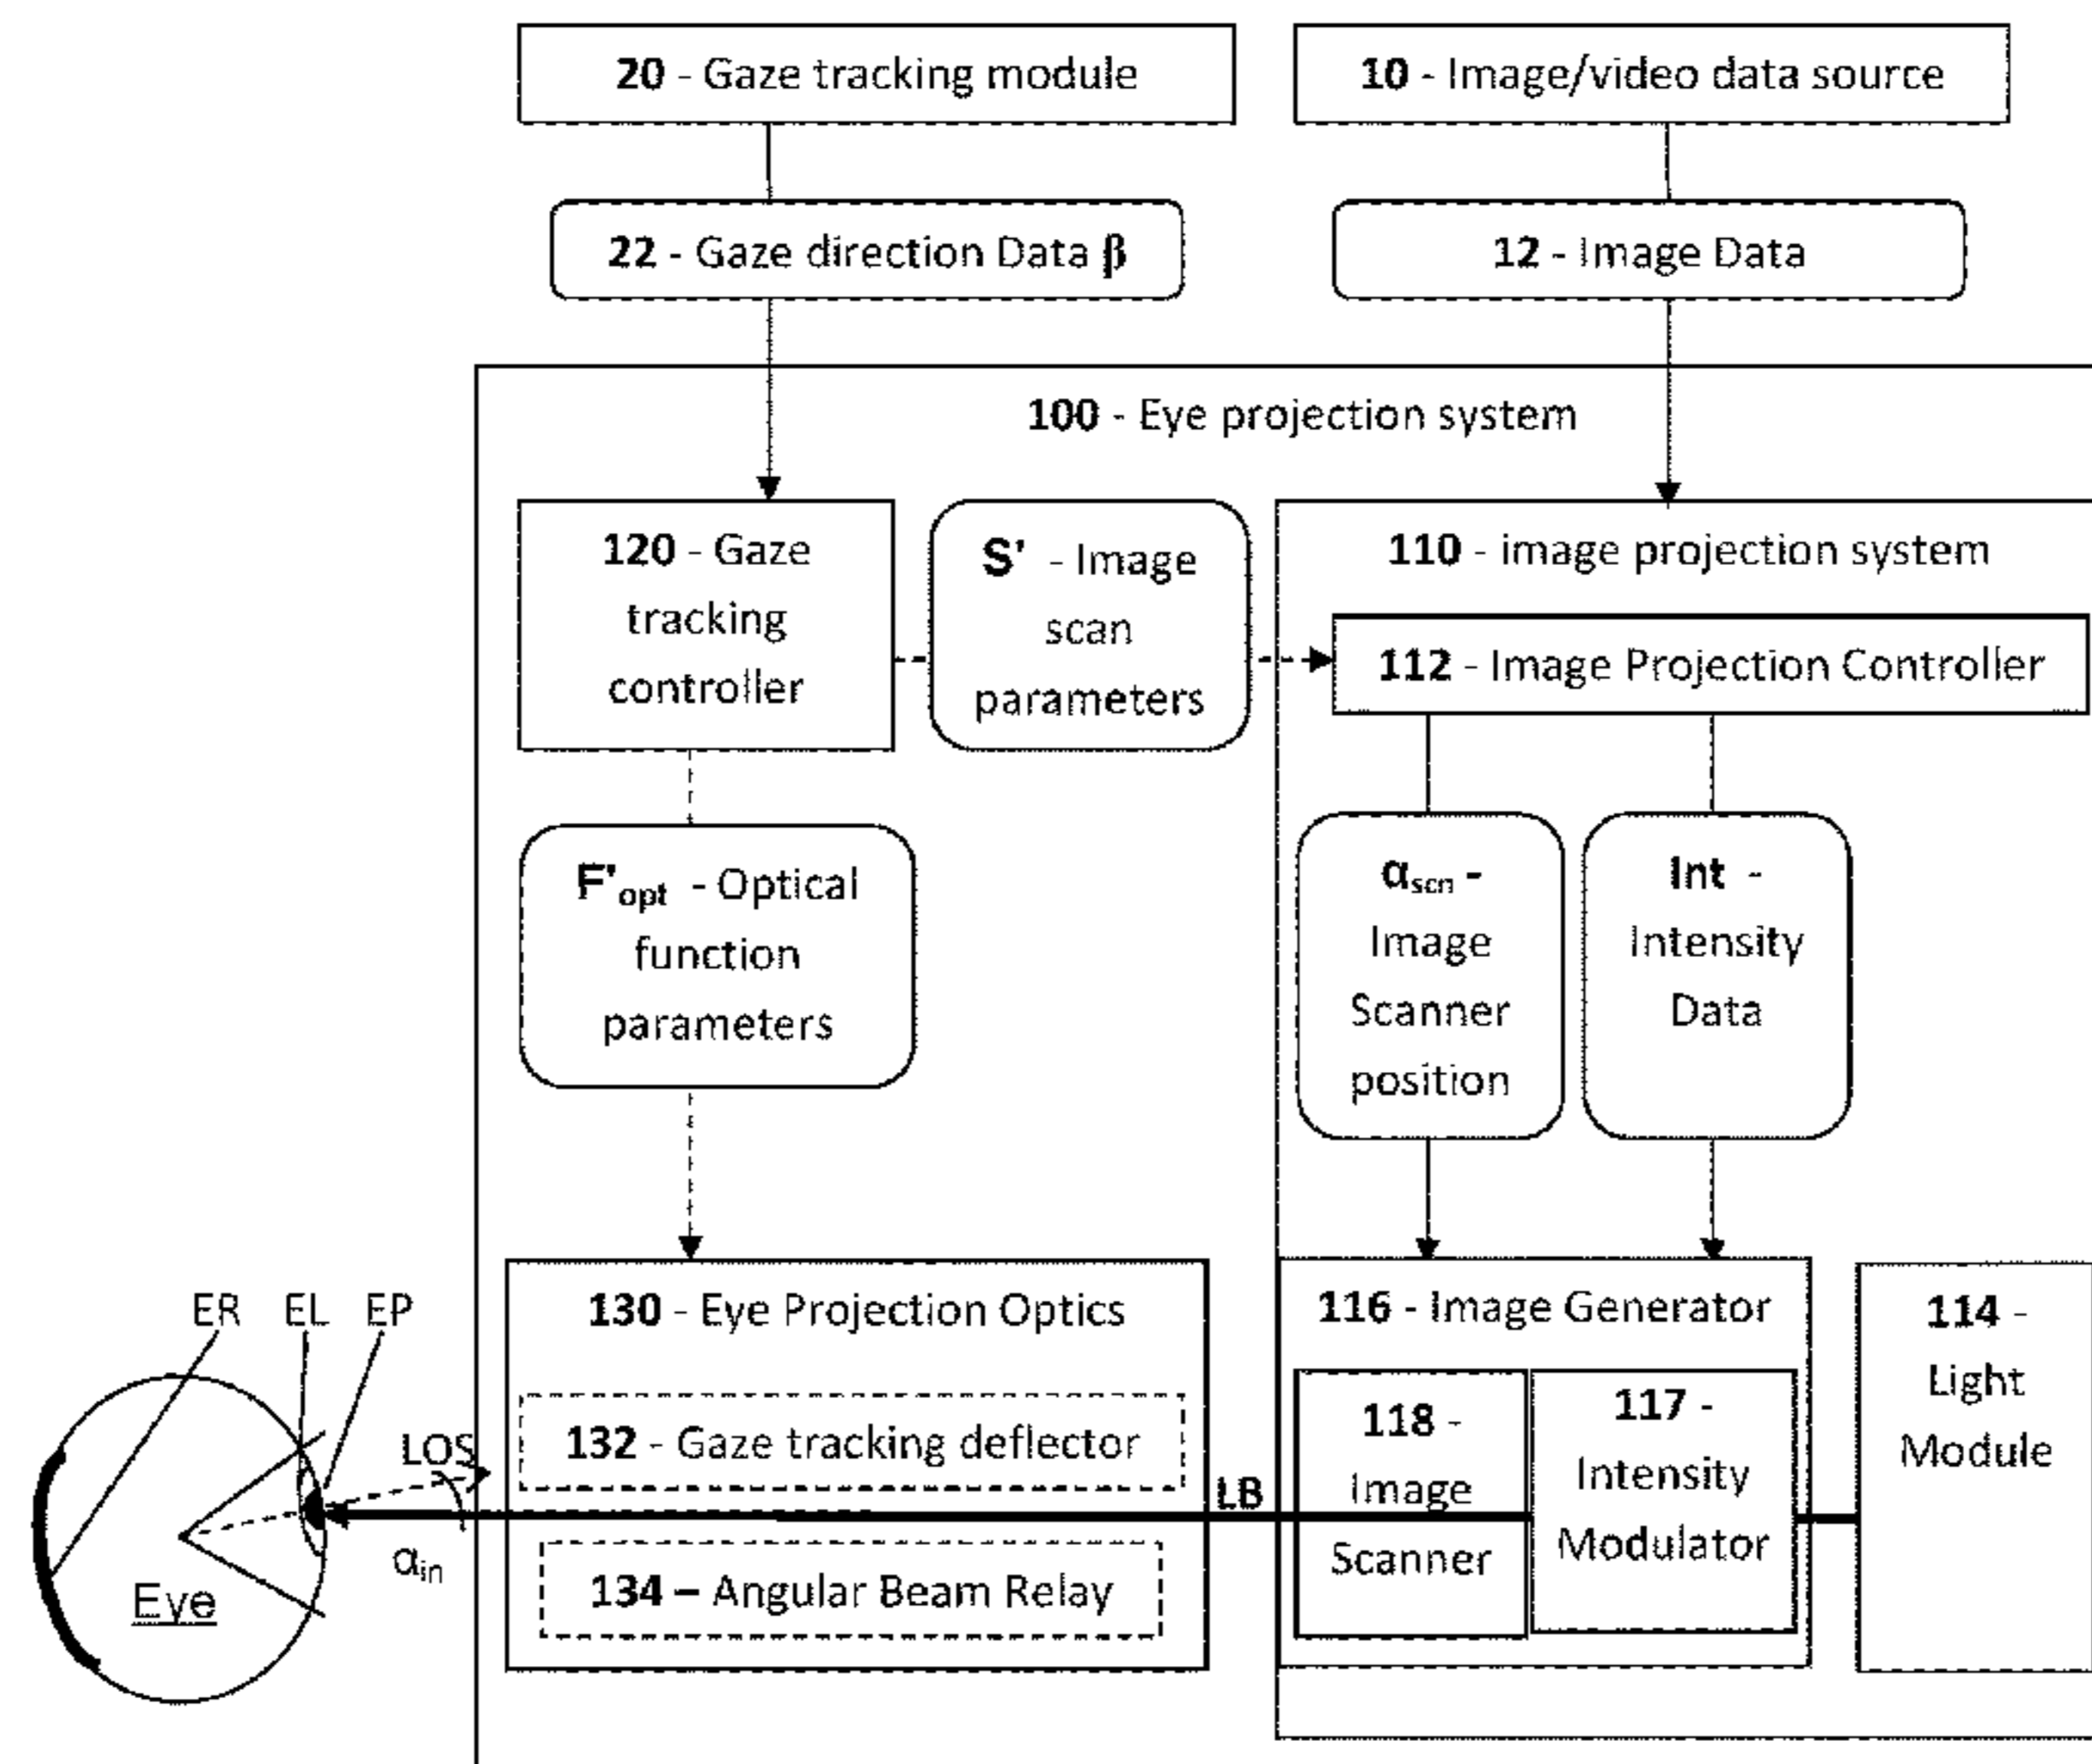 20 - Gaze tracking module
10 - Image/video data source
22 - Gaze direction Data β
12 - Image Data
100 - Eye projection system
120 - Gaze
tracking
controller
S' - Image
scan
parameters
110 - image projection system
112 - Image Projection Controller
F'opt - Optical
function
parameters
αscn -
Image
Scanner
position
Int -
Intensity
Data
ER EL EP
LOS
αin
Eye
130 - Eye Projection Optics
132 - Gaze tracking deflector
134 – Angular Beam Relay
LB
116 - Image Generator
118 -
Image
Scanner
117 -
Intensity
Modulator
114 -
Light
Module